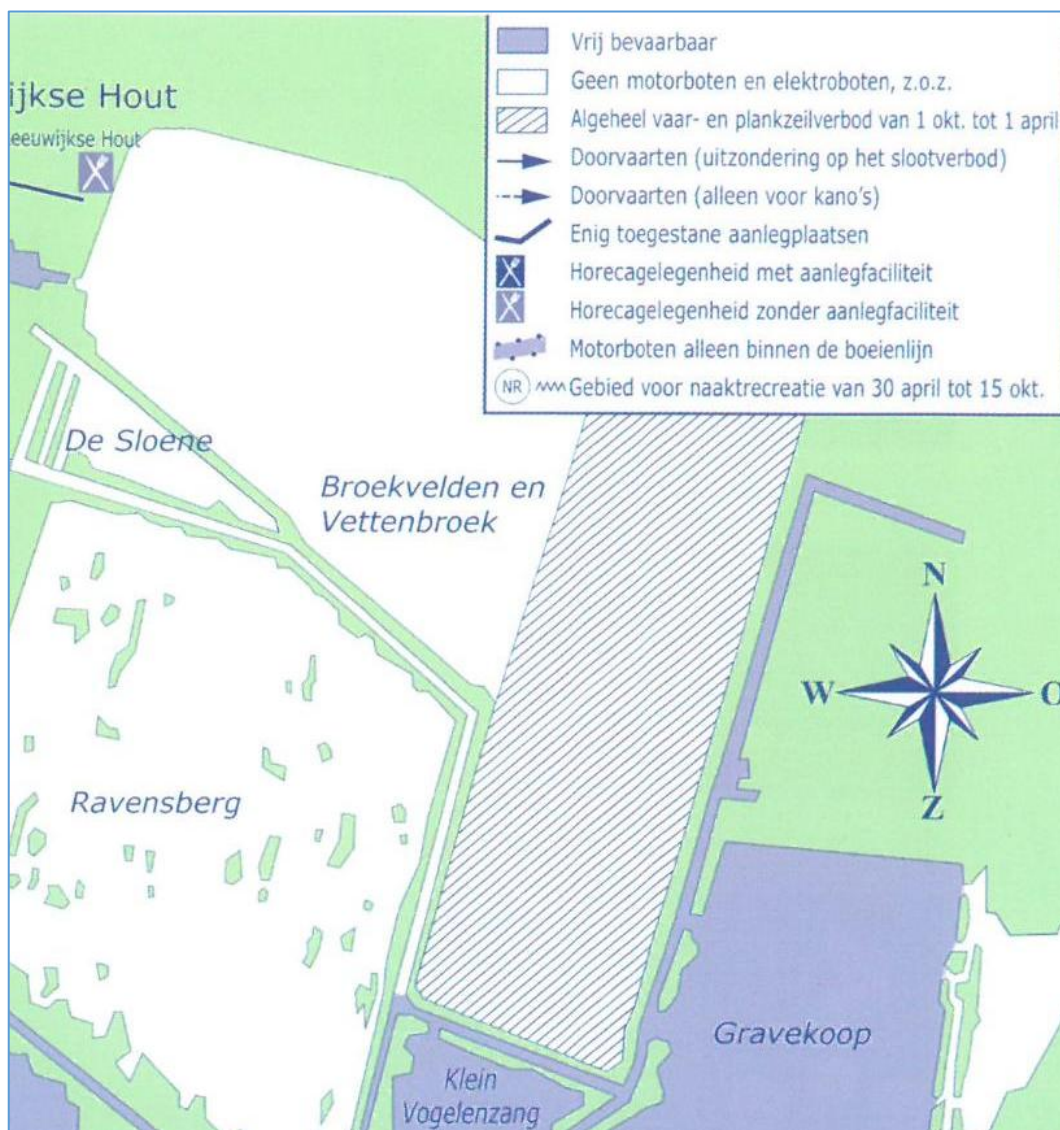 Vrij bevaarbaar
Geen motorboten en elektroboten, z.o.z.
Algeheel vaar- en plankzeilverbod van 1 okt. tot 1 april
Doorvaarten (uitzondering op het slootverbod)
Doorvaarten (alleen voor kano's)
Enig toegestane aanlegplaatsen
Horecagelegenheid met aanlegfaciliteit
Horecagelegenheid zonder aanlegfaciliteit
Motorboten alleen binnen de boeienlijn
NR Gebied voor naaktrecreatie van 30 april tot 15 okt.
ijkse Hout
eeuwijkse Hout
De Sloene
Broekvelden en
Vettenbroek
N
W
O
Z
Ravensberg
Gravekoop
Klein
Vogelenzang